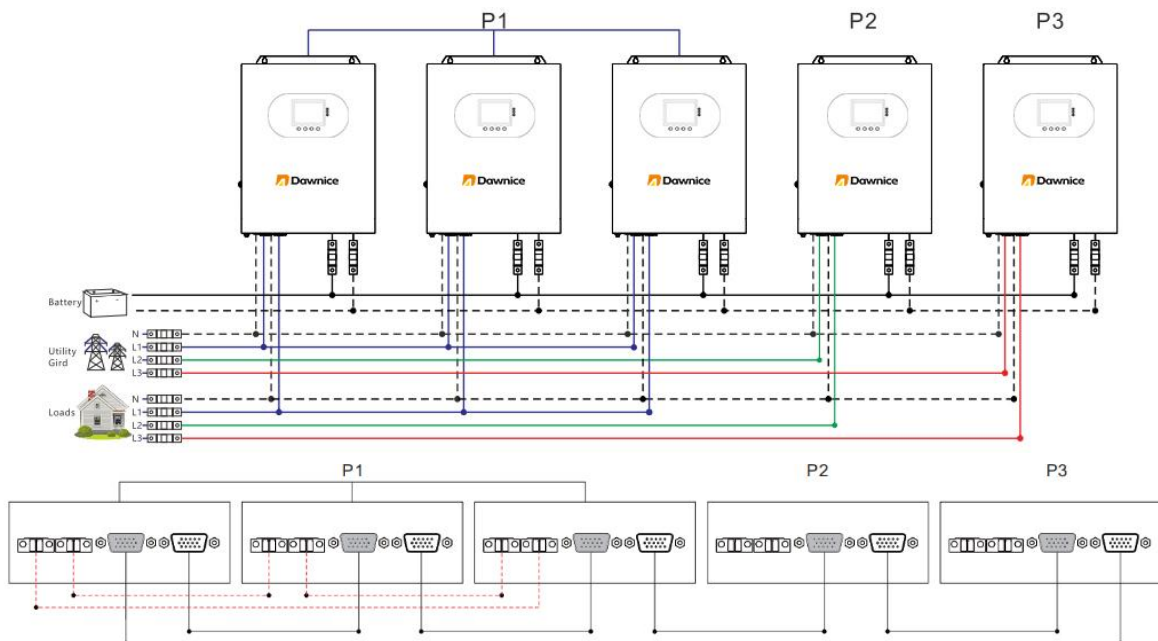 P1 P2 P3
Dawnice Dawnice Dawnice Dawnice Dawnice
Battery
N
Utility L1
Gird L2
L3
N
Loads L1
L2
L3
P1 P2 P3